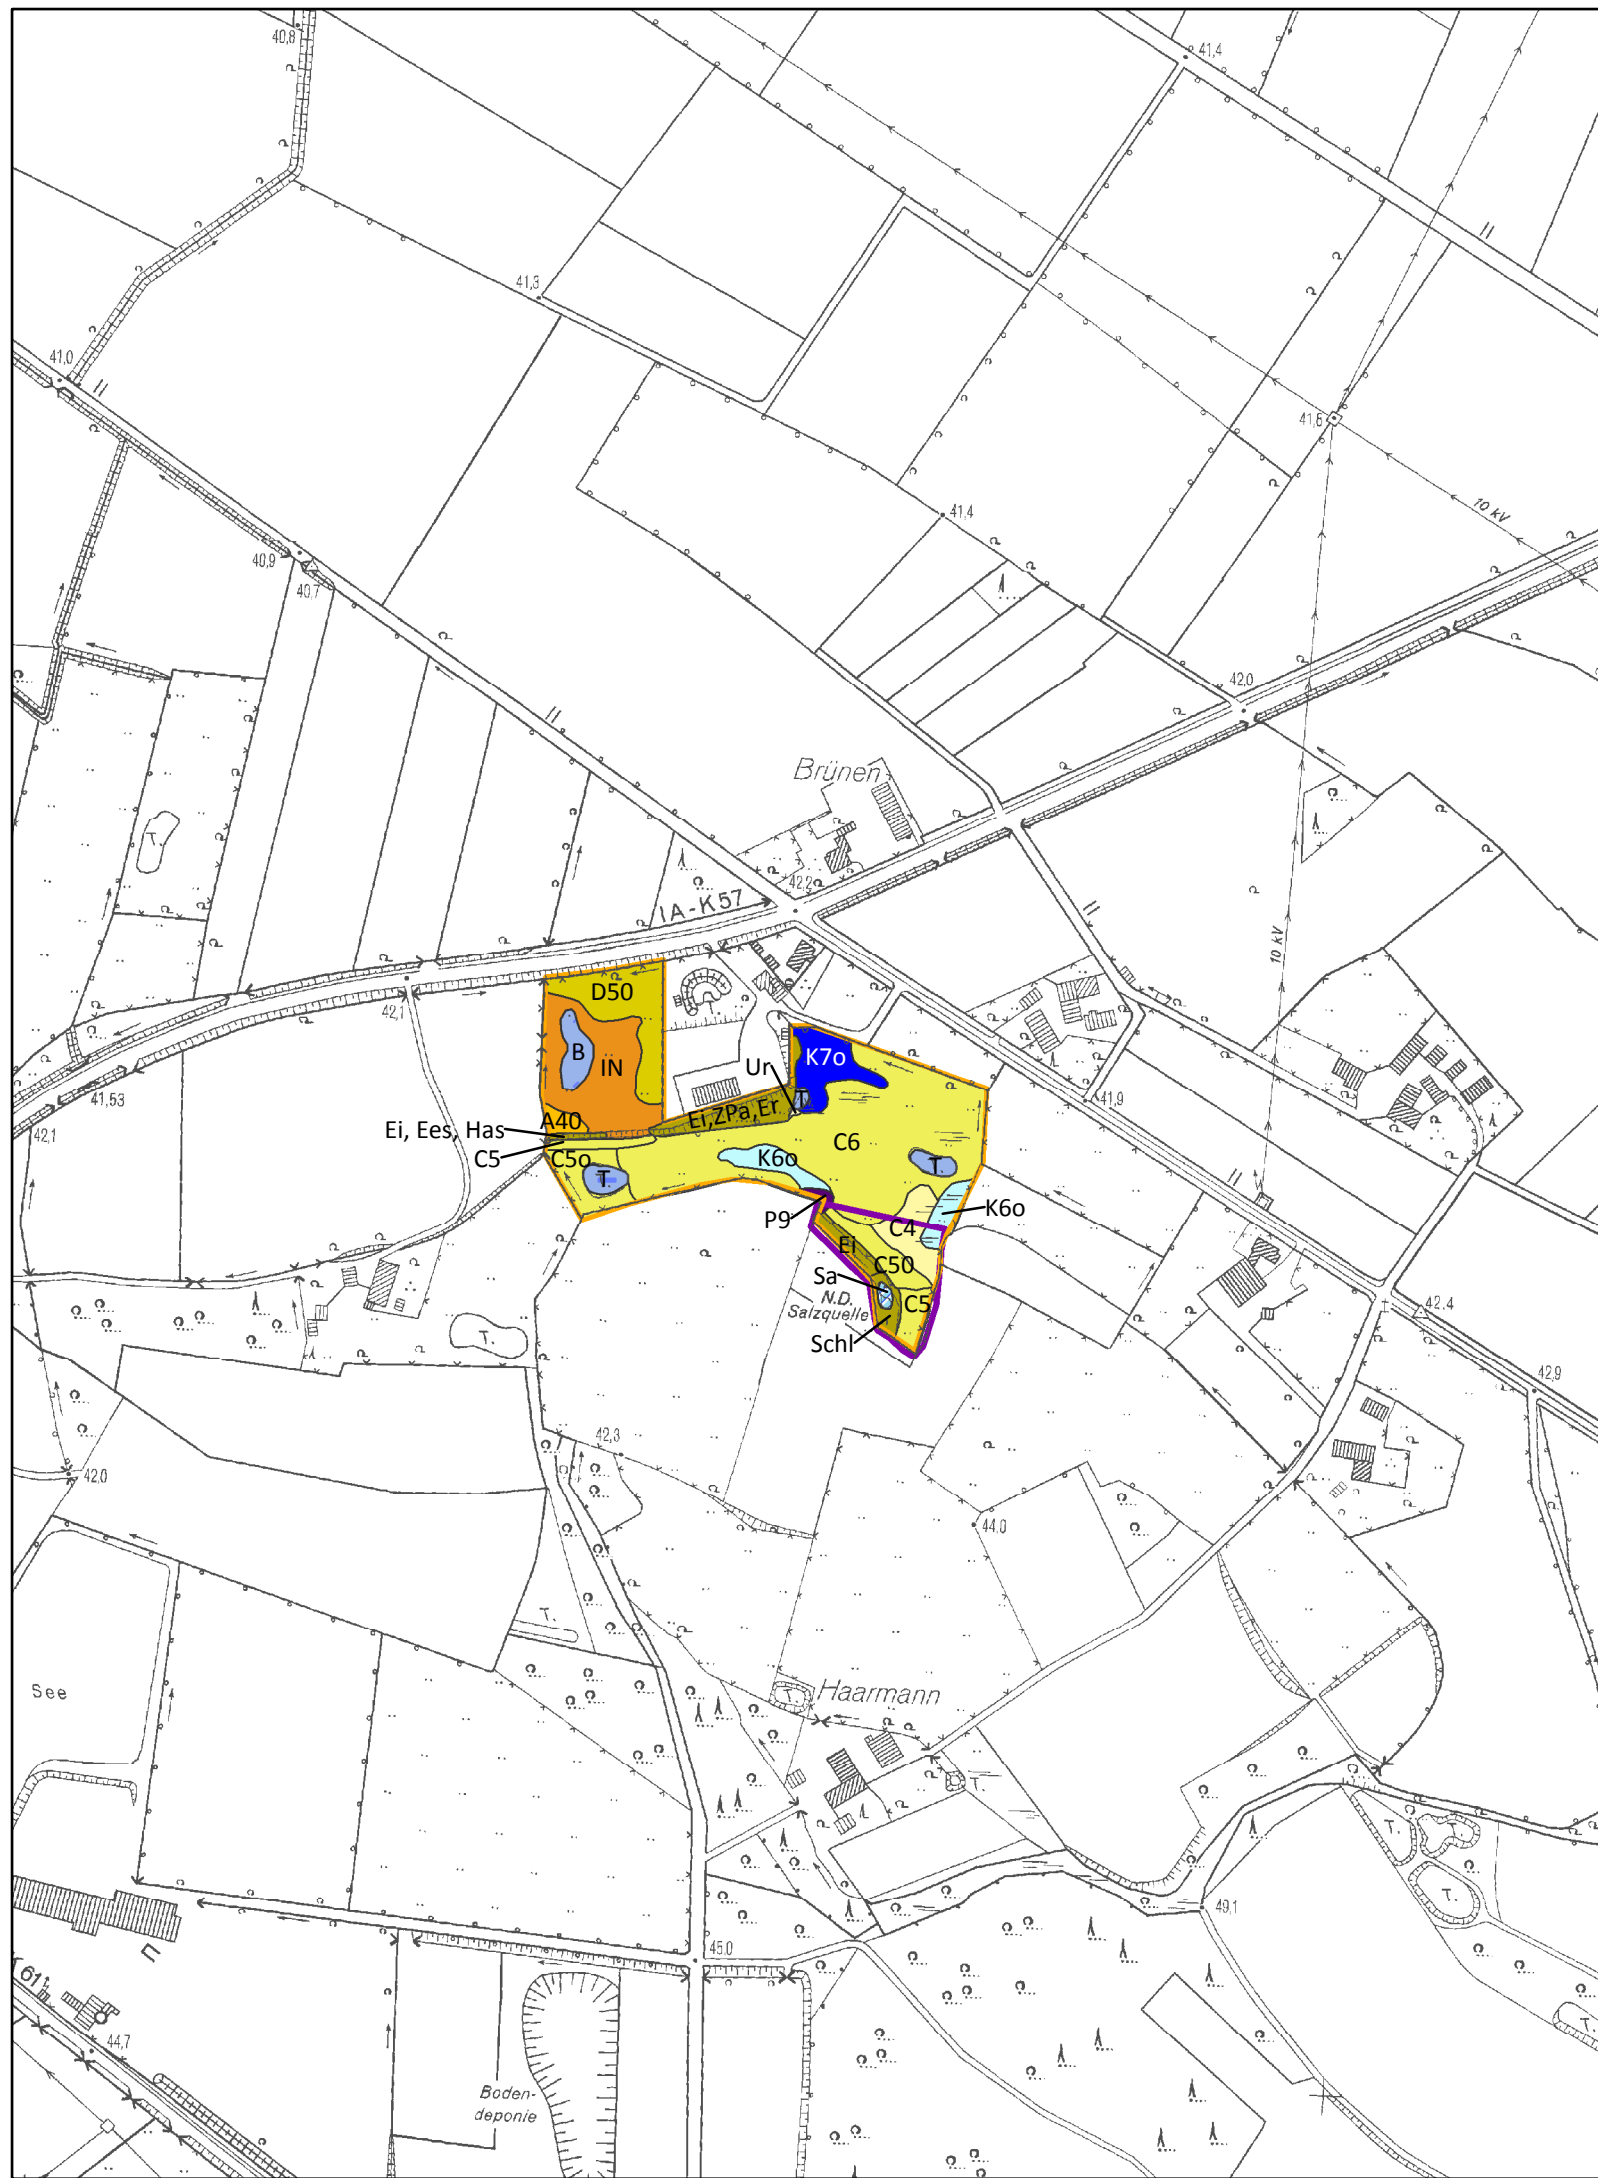 40,8
41,4
41,3
41,0
41,4
10 kV
40,9
40,7
42,0
Brünen
T.
42,2
IA-K57
10 kV
42,1
D50
T.
B
IN
K7o
Ur
T.
41,53
A40
Ei,ZPa,Er
41,9
42,1
Ei, Ees, Has
C6
C5
C5o
K6o
T.
T.
K6o
P9
C4
Ei
C50
Sa
N.D.
Salzquelle
C5
Schl
42,4
T.
42,9
42,3
42,0
44,0
T.
See
T.
Haarmann
T.
T.
T.
T.
49,1
45,0
T.
44,7
Boden-
deponie